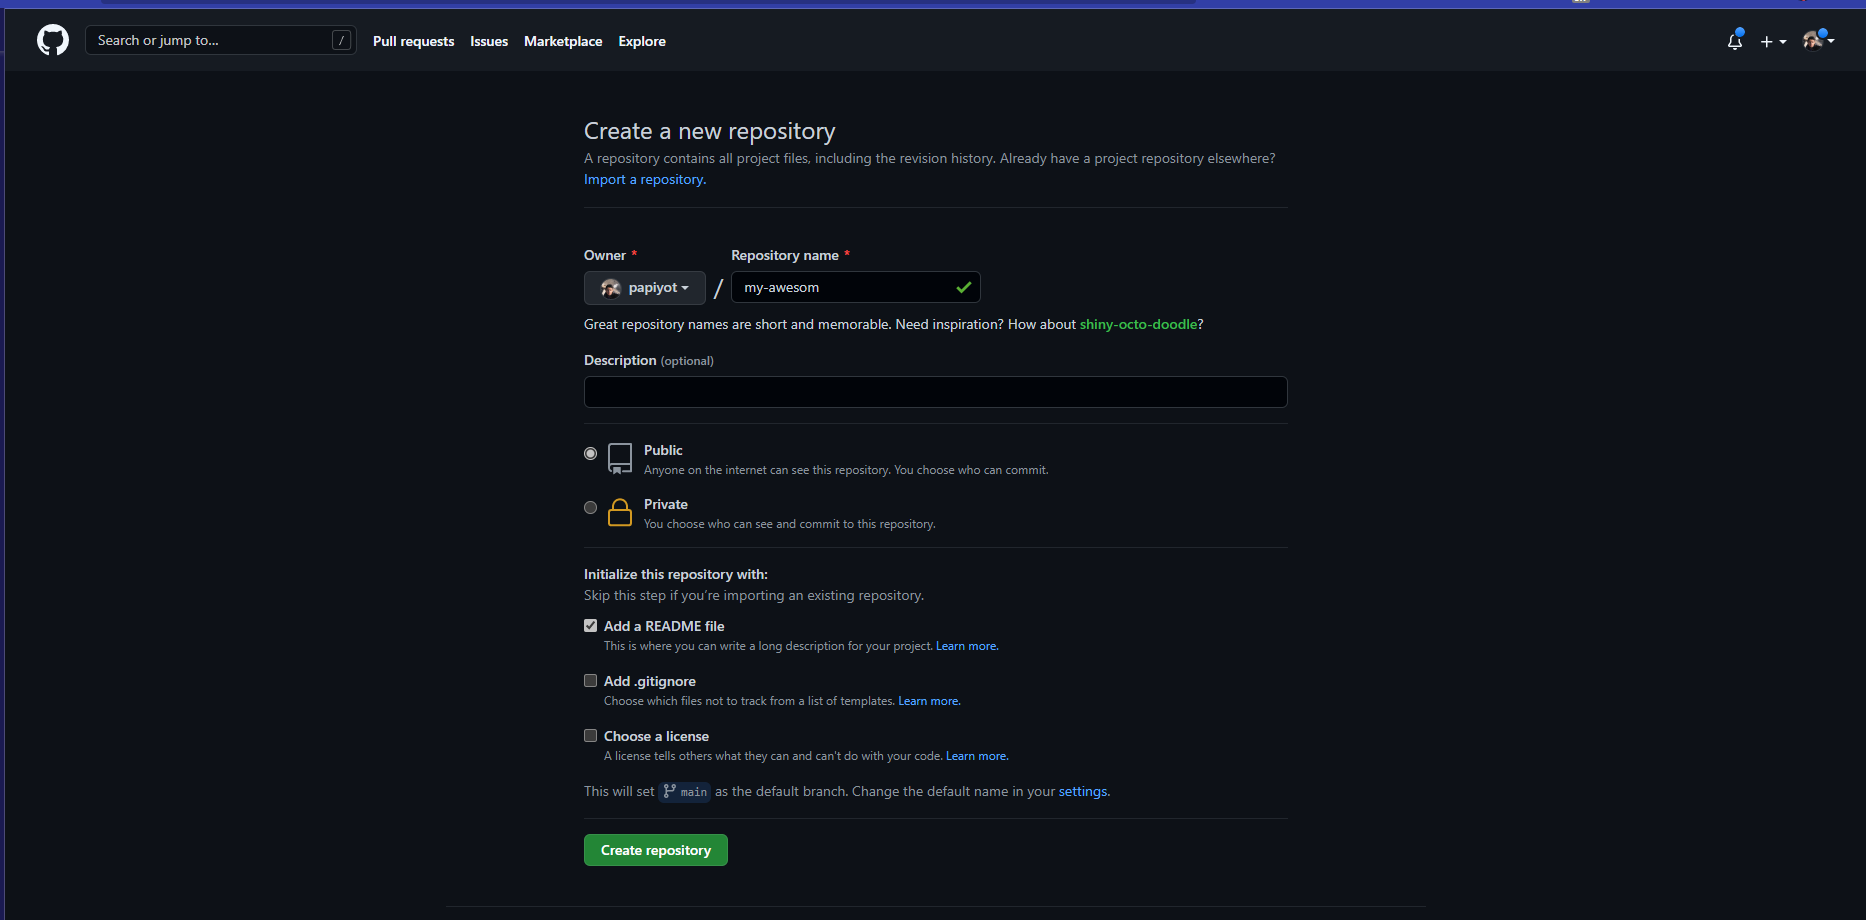 Search or jump to... /
Pull requests Issues Marketplace Explore
Create a new repository
A repository contains all project files, including the revision history. Already have a project repository elsewhere?
Import a repository.
Owner * Repository name *
papiyot / my-awesom
Great repository names are short and memorable. Need inspiration? How about shiny-octo-doodle?
Description (optional)
Public
Anyone on the internet can see this repository. You choose who can commit.
Private
You choose who can see and commit to this repository.
Initialize this repository with:
Skip this step if you’re importing an existing repository.
Add a README file
This is where you can write a long description for your project. Learn more.
Add .gitignore
Choose which files not to track from a list of templates. Learn more.
Choose a license
A license tells others what they can and can't do with your code. Learn more.
This will set main as the default branch. Change the default name in your settings.
Create repository